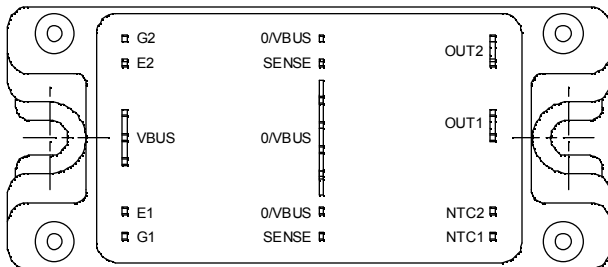 G2
E2
VBUS
E1
G1
0/VBUS
SENSE
0/VBUS
0/VBUS
SENSE
OUT2
OUT1
NTC2
NTC1